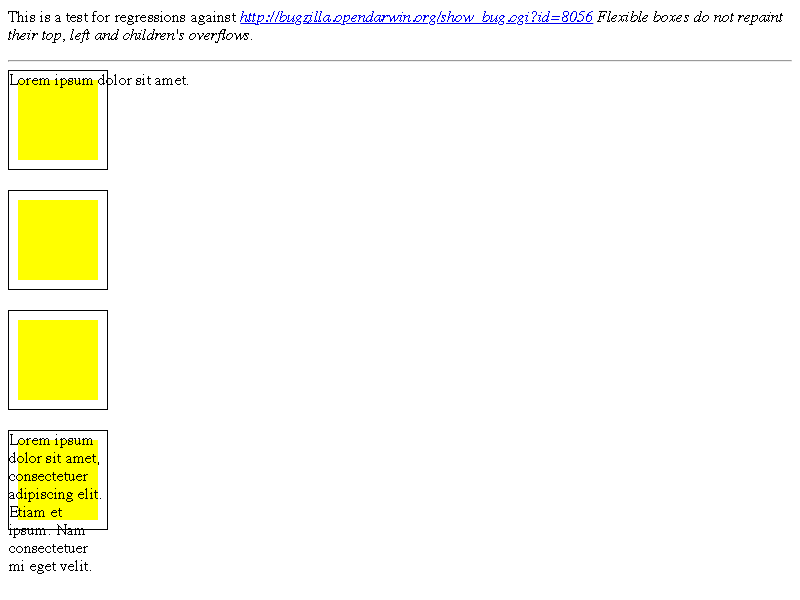 This is a test for regressions against http://bugzilla.opendarwin.org/show_bug.cgi?id=8056 Flexible boxes do not repaint
their top, left and children's overflows.
Lorem ipsum dolor sit amet.
Lorem ipsum
dolor sit amet,
consectetuer
adipiscing elit.
Etiam et
ipsum. Nam
consectetuer
mi eget velit.